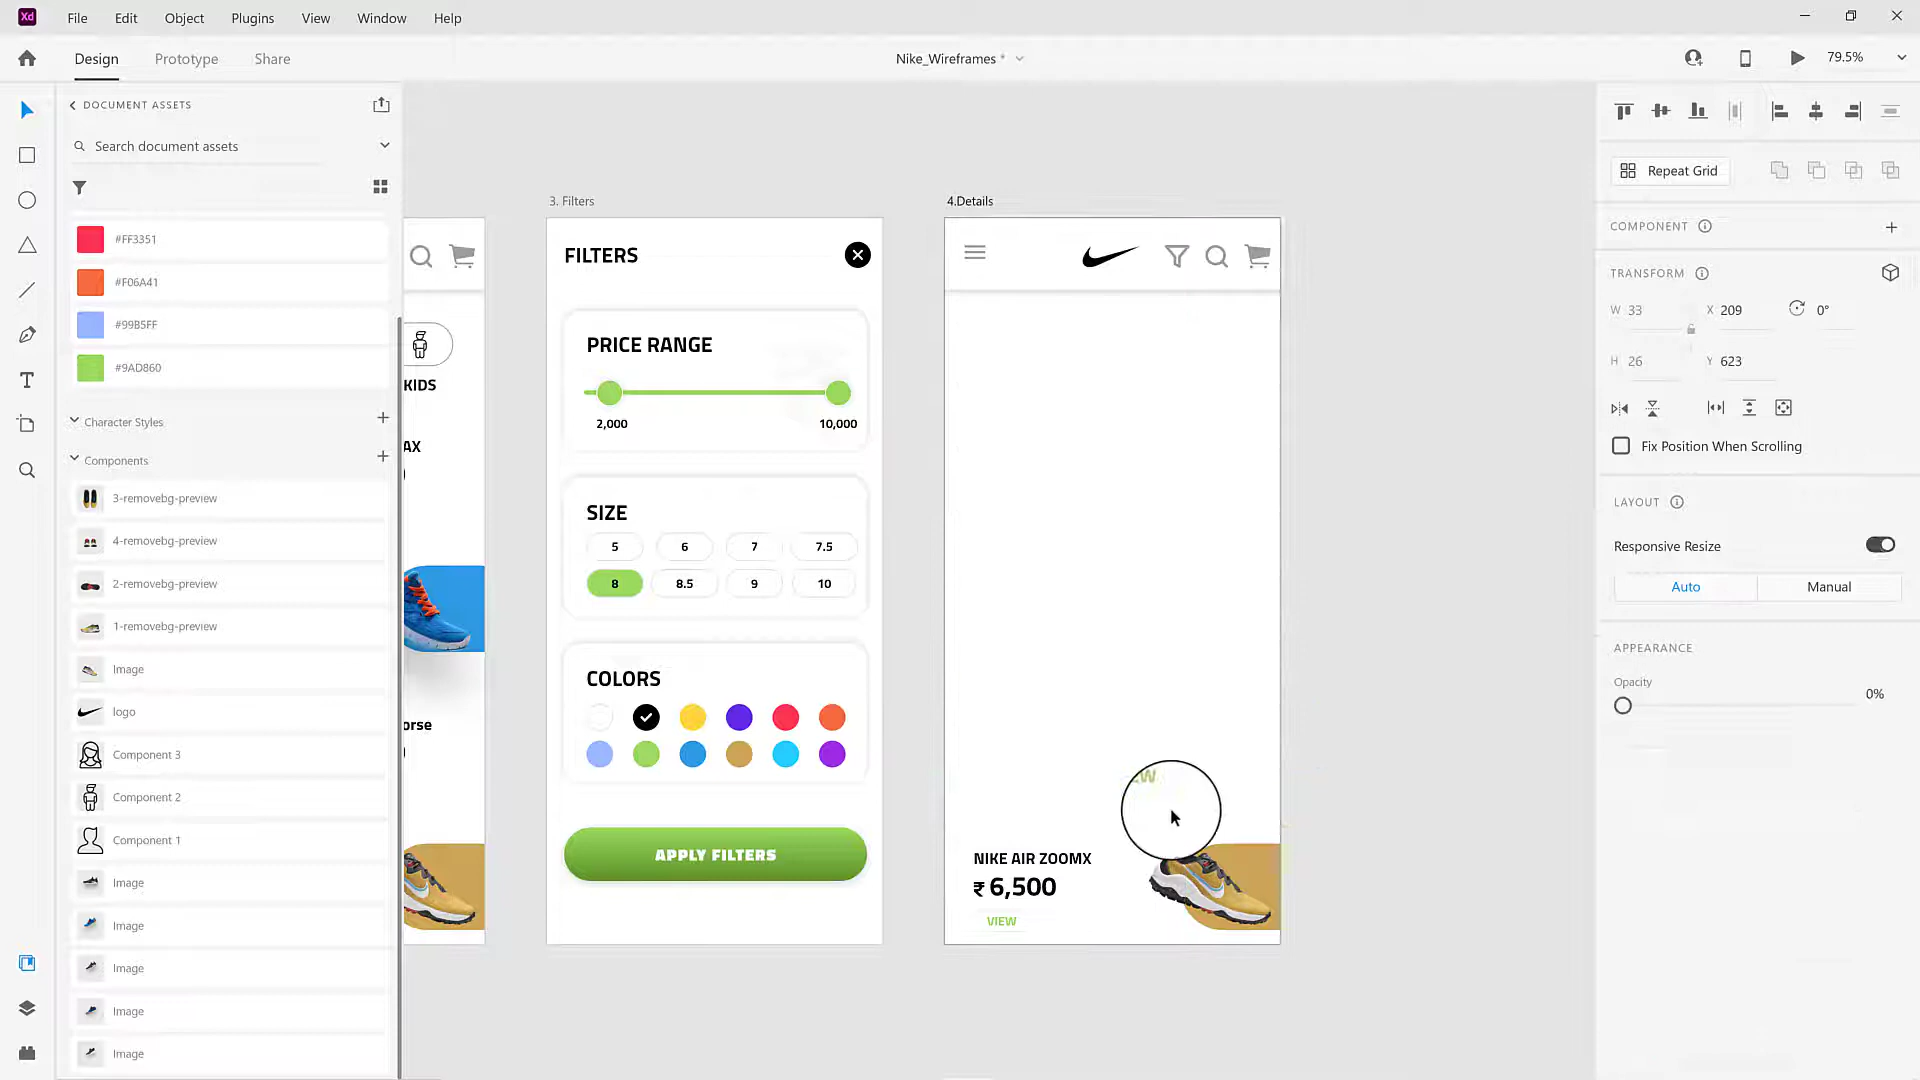 Xd
File Edit Object Plugins View Window Help
Design Prototype Share
Nike_Wireframes *
79.5%
DOCUMENT ASSETS
Search document assets
#FF3351
#F06A41
#99B5FF
#9AD860
Character Styles
Components
3-removebg-preview
4-removebg-preview
2-removebg-preview
1-removebg-preview
Image
logo
Component 3
Component 2
Component 1
Image
Image
Image
Image
Image
KIDS
AX
orse
3. Filters
FILTERS
PRICE RANGE
2,000 10,000
SIZE
5 6 7 7.5
8 8.5 9 10
COLORS
APPLY FILTERS
4.Details
EW
NIKE AIR ZOOMX
₹ 6,500
VIEW
Repeat Grid
COMPONENT
TRANSFORM
W 33 X 209 0°
H 26 Y 623
Fix Position When Scrolling
LAYOUT
Responsive Resize
Auto Manual
APPEARANCE
Opacity
0%